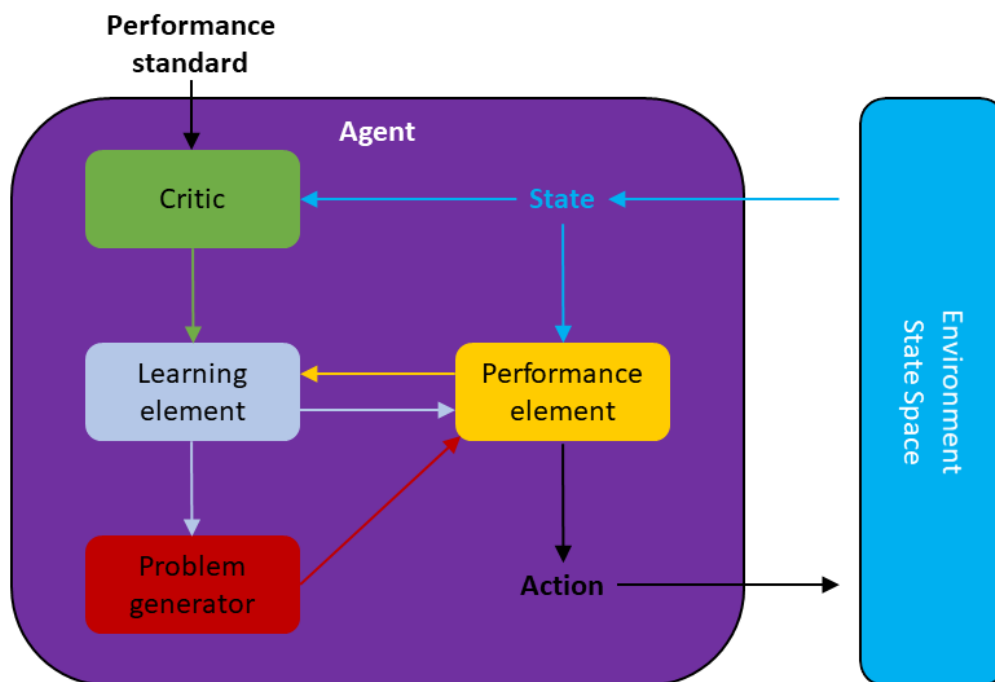 Performance
standard
Agent
Critic
State
Learning
element
Performance
element
Problem
generator
Action
Environment
State Space